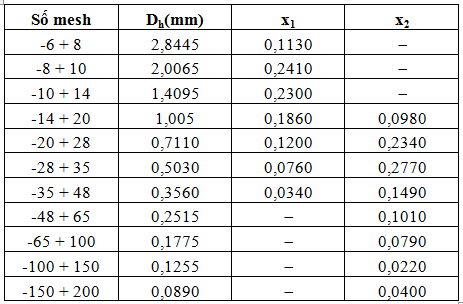 Số mesh Dh(mm) x1 x2
-6 + 8 2,8445 0,1130 –
-8 + 10 2,0065 0,2410 –
-10 + 14 1,4095 0,2300 –
-14 + 20 1,005 0,1860 0,0980
-20 + 28 0,7110 0,1200 0,2340
-28 + 35 0,5030 0,0760 0,2770
-35 + 48 0,3560 0,0340 0,1490
-48 + 65 0,2515 – 0,1010
-65 + 100 0,1775 – 0,0790
-100 + 150 0,1255 – 0,0220
-150 + 200 0,0890 – 0,0400